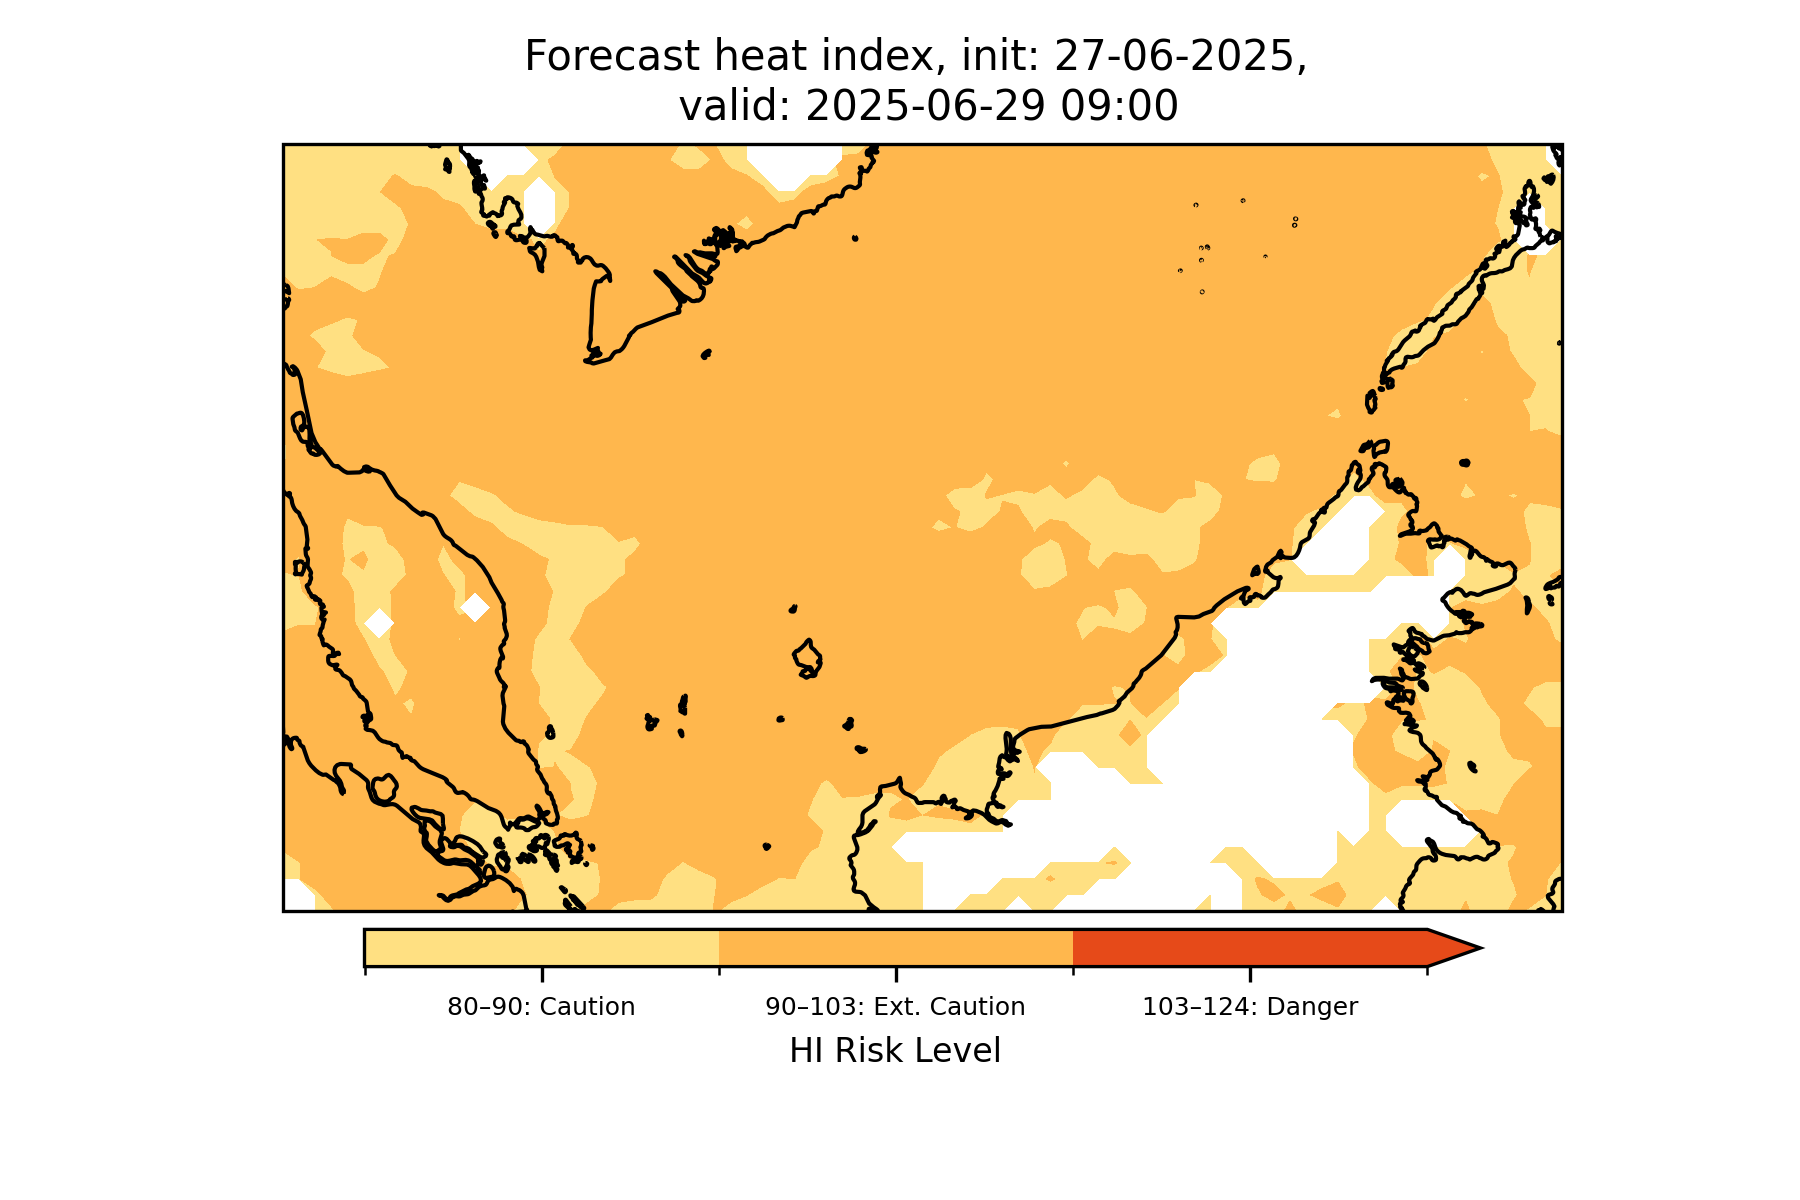 Forecast heat index, init: 27-06-2025,
valid: 2025-06-29 09:00
80–90: Caution
90–103: Ext. Caution
103–124: Danger
HI Risk Level